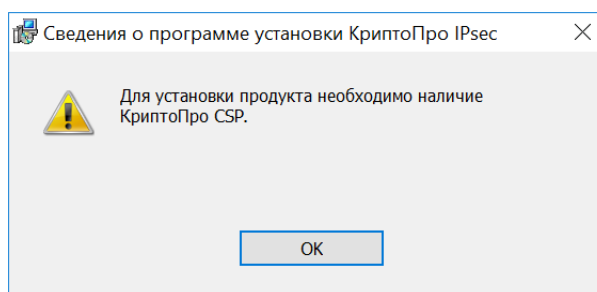 Сведения о программе установки КриптоПро IPsec
Для установки продукта необходимо наличие
КриптоПро CSP.
OK